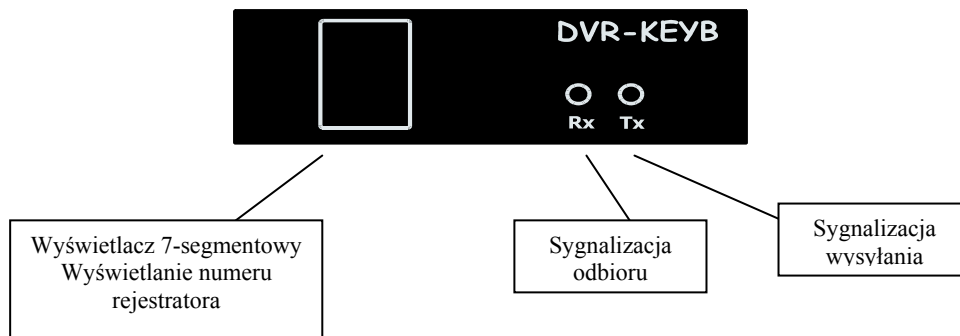 DVR-KEYB
Rx Tx
Wyświetlacz 7-segmentowy
Wyświetlanie numeru
rejestratora
Sygnalizacja
odbioru
Sygnalizacja
wysyłania